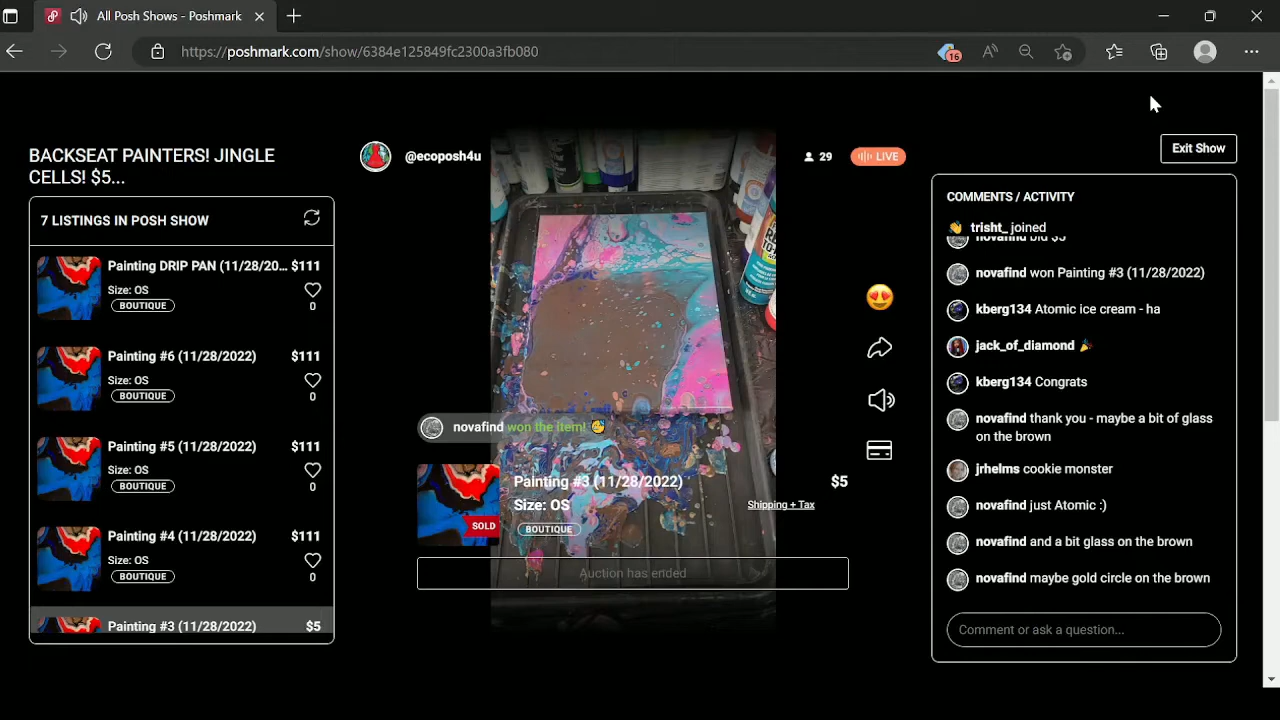 All Posh Shows - Poshmark
https://poshmark.com/show/6384e125849fc2300a3fb080
16
BACKSEAT PAINTERS! JINGLE
CELLS! $5...
7 LISTINGS IN POSH SHOW
Painting DRIP PAN (11/28/20... $111
Size: OS
BOUTIQUE
0
Painting #6 (11/28/2022) $111
Size: OS
BOUTIQUE
0
Painting #5 (11/28/2022) $111
Size: OS
BOUTIQUE
0
Painting #4 (11/28/2022) $111
Size: OS
BOUTIQUE
0
Painting #3 (11/28/2022) $5
@ecoposh4u
29
LIVE
novafind won the item!
Painting #3 (11/28/2022) $5
Size: OS
Shipping + Tax
SOLD
BOUTIQUE
Auction has ended
Exit Show
COMMENTS / ACTIVITY
👋 trisht_ joined
novafind bid $5
novafind won Painting #3 (11/28/2022)
kberg134 Atomic ice cream - ha
jack_of_diamond 🎉
kberg134 Congrats
novafind thank you - maybe a bit of glass
on the brown
jrhelms cookie monster
novafind just Atomic :)
novafind and a bit glass on the brown
novafind maybe gold circle on the brown
Comment or ask a question...